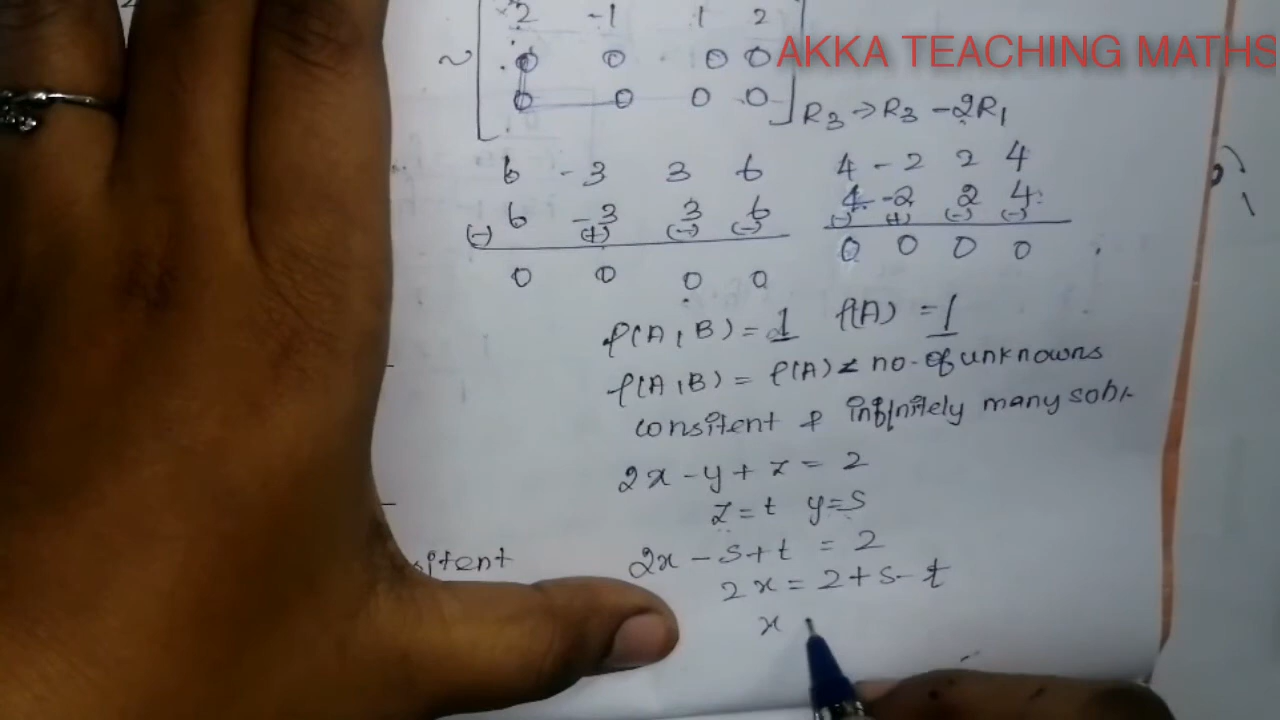 2 -1 1 2
AKKA TEACHING MATHS
~ 0 0 0 0
0 0 0 0 R3 → R3 - 2R1
6 -3 3 6 4 -2 2 4
6 -3 3 6 4 -2 2 4
(-) (+) (-) (-) (-) (+) (-) (-)
0 0 0 0 0 0 0 0
ρ(A,B) = 1 ρ(A) = 1
ρ(A,B) = ρ(A) < no. of unknowns
consitent & infinitely many soln
2x - y + z = 2
z = t y = s
2x - s + t = 2
sitent
2x = 2 + s - t
x